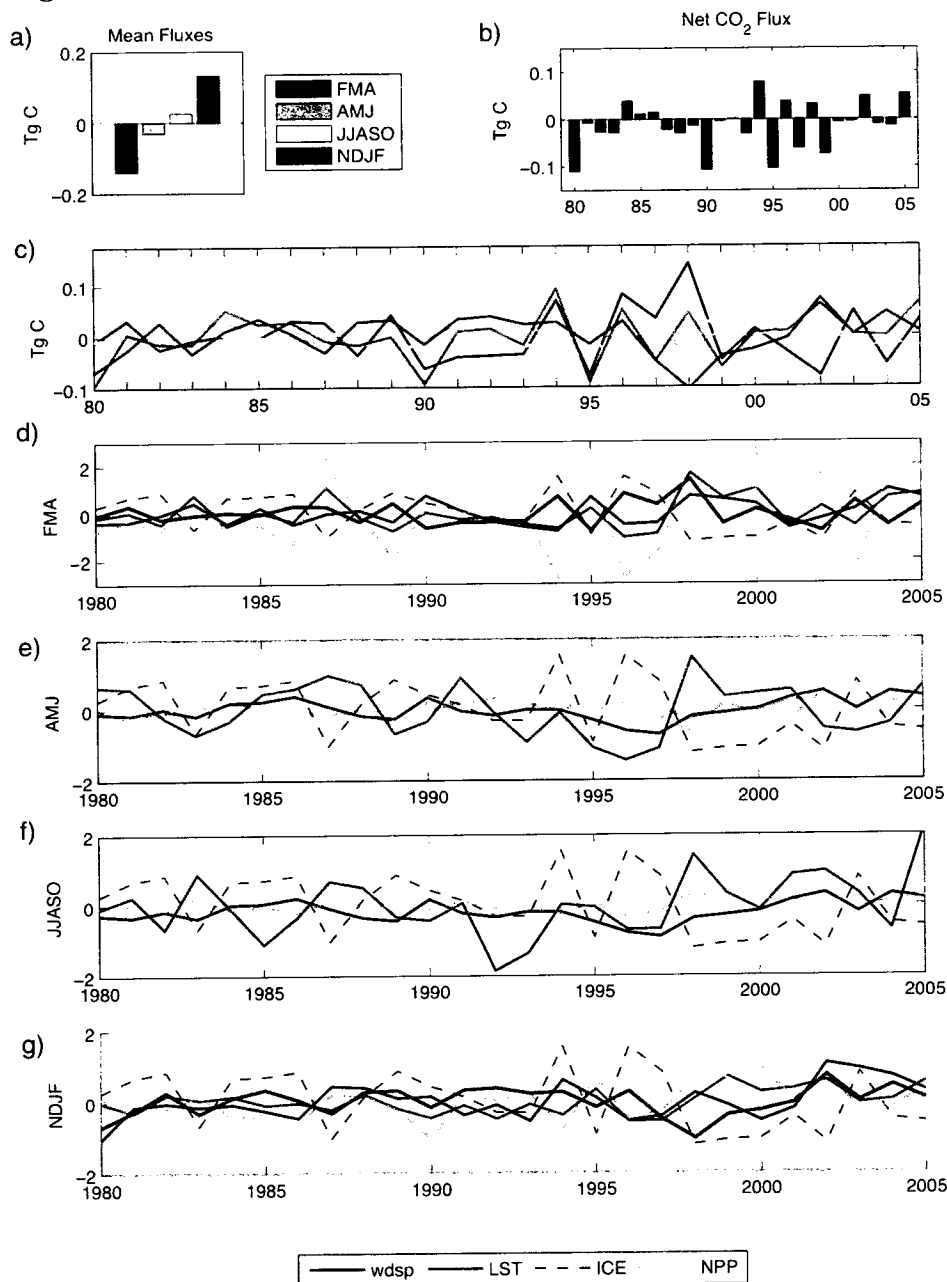 a)
Mean Fluxes
0.2
0
−0.2
Tg C
FMA
AMJ
JJASO
NDJF
b)
Net CO2 Flux
0.1
0
−0.1
Tg C
80 85 90 95 00 05
c)
0.1
0
−0.1
Tg C
80 85 90 95 00 05
d)
2
0
−2
FMA
1980 1985 1990 1995 2000 2005
e)
2
0
−2
AMJ
1980 1985 1990 1995 2000 2005
f)
2
0
−2
JJASO
1980 1985 1990 1995 2000 2005
g)
2
0
−2
NDJF
1980 1985 1990 1995 2000 2005
wdsp LST ICE NPP